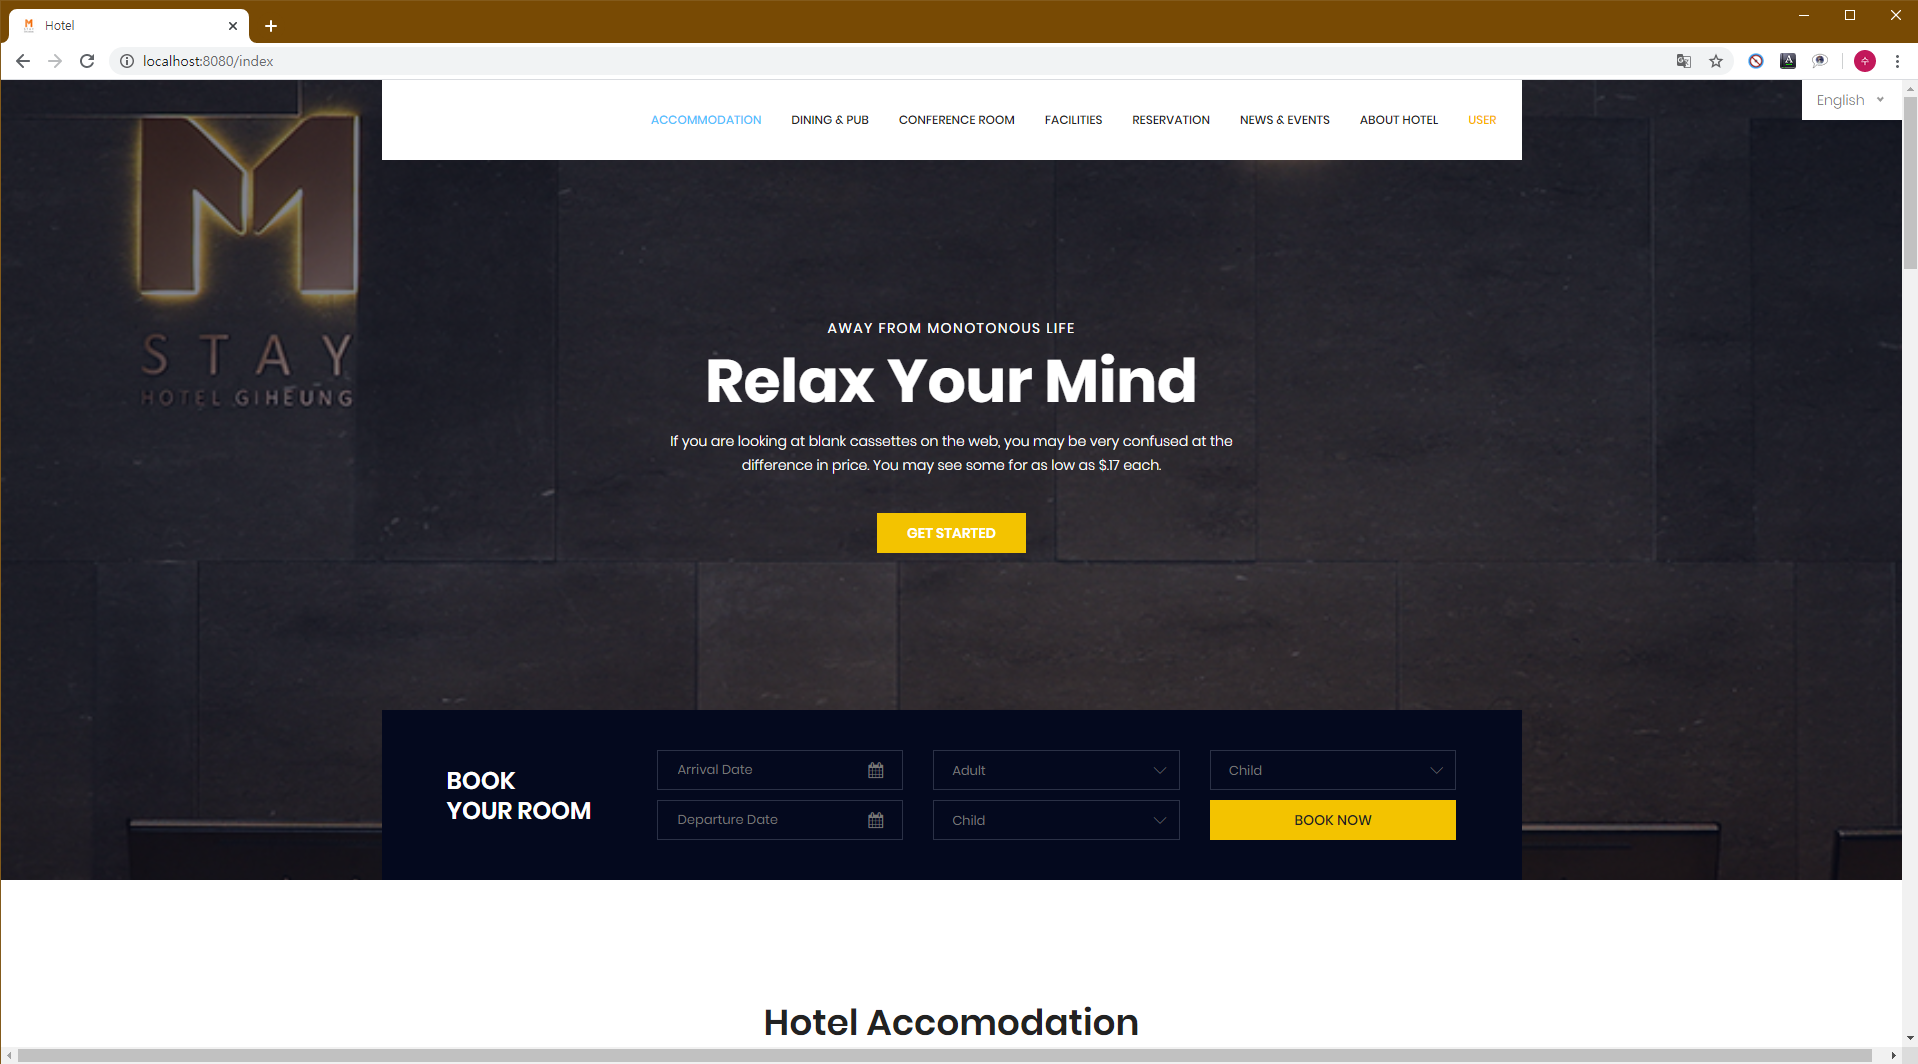 Hotel
localhost:8080/index
English
ACCOMMODATION DINING & PUB CONFERENCE ROOM FACILITIES RESERVATION NEWS & EVENTS ABOUT HOTEL USER
M
STAY
HOTEL GIHEUNG
AWAY FROM MONOTONOUS LIFE
Relax Your Mind
If you are looking at blank cassettes on the web, you may be very confused at the
difference in price. You may see some for as low as $.17 each.
GET STARTED
BOOK
YOUR ROOM
Arrival Date
Adult
Child
Departure Date
Child
BOOK NOW
Hotel Accomodation